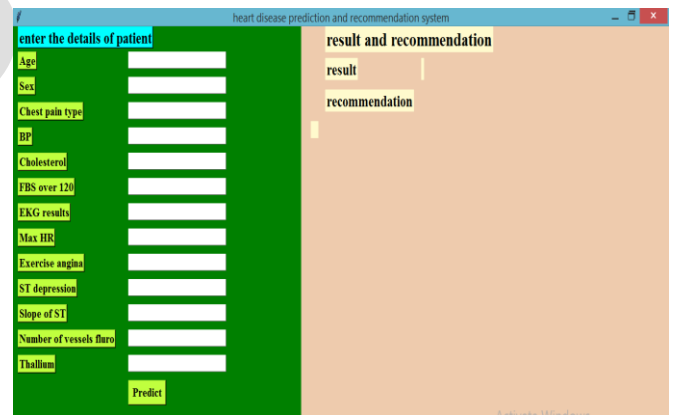 heart disease prediction and recommendation system
enter the details of patient
Age
Sex
Chest pain type
BP
Cholesterol
FBS over 120
EKG results
Max HR
Exercise angina
ST depression
Slope of ST
Number of vessels fluro
Thallium
Predict
result and recommendation
result
recommendation
Activate Windows